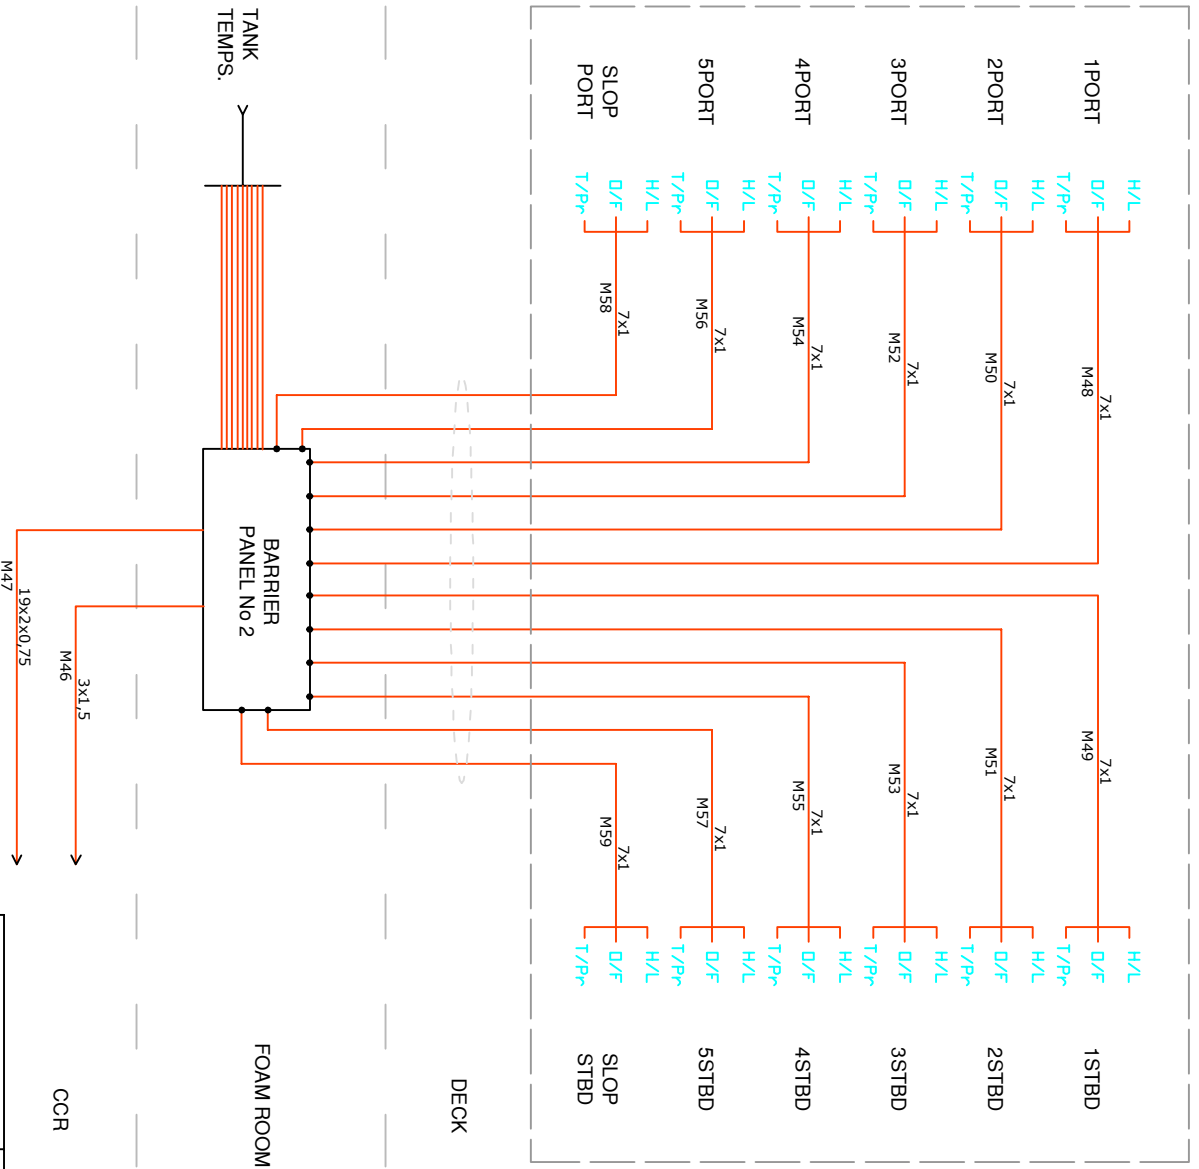 1PORT
H/L
O/F
T/Pr
2PORT
H/L
O/F
T/Pr
3PORT
H/L
O/F
T/Pr
4PORT
H/L
O/F
T/Pr
5PORT
H/L
O/F
T/Pr
SLOP
PORT
H/L
O/F
T/Pr
7x1
M48
7x1
M50
7x1
M52
7x1
M54
7x1
M56
7x1
M58
7x1
M49
7x1
M51
7x1
M53
7x1
M55
7x1
M57
7x1
M59
H/L
O/F
T/Pr
1STBD
H/L
O/F
T/Pr
2STBD
H/L
O/F
T/Pr
3STBD
H/L
O/F
T/Pr
4STBD
H/L
O/F
T/Pr
5STBD
H/L
O/F
T/Pr
SLOP
STBD
DECK
TANK
TEMPS.
BARRIER
PANEL No 2
FOAM ROOM
3x1,5
M46
19x2x0,75
M47
CCR